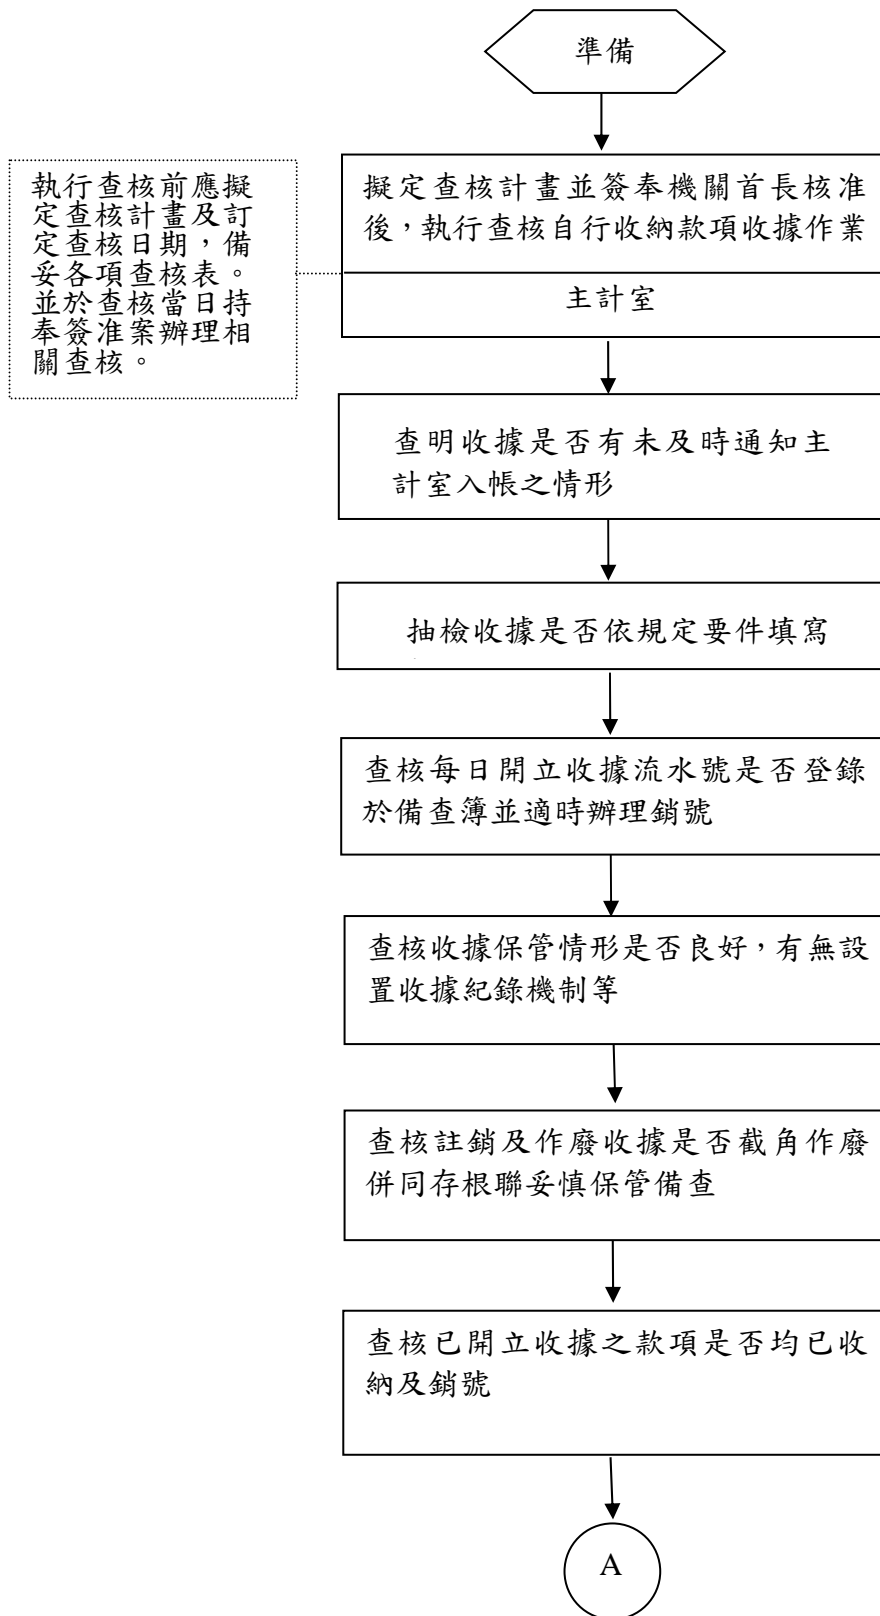 準備
執行查核前應擬
定查核計畫及訂
定查核日期，備
妥各項查核表。
並於查核當日持
奉簽准案辦理相
關查核。
擬定查核計畫並簽奉機關首長核准
後，執行查核自行收納款項收據作業
主計室
查明收據是否有未及時通知主
計室入帳之情形
抽檢收據是否依規定要件填寫
查核每日開立收據流水號是否登錄
於備查簿並適時辦理銷號
查核收據保管情形是否良好，有無設
置收據紀錄機制等
查核註銷及作廢收據是否截角作廢
併同存根聯妥慎保管備查
查核已開立收據之款項是否均已收
納及銷號
A